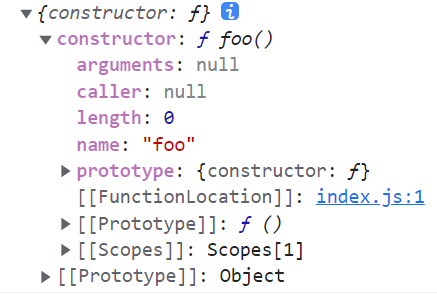 ▼{constructor: ƒ} i
▼constructor: ƒ foo()
arguments: null
caller: null
length: 0
name: "foo"
▶prototype: {constructor: ƒ}
[[FunctionLocation]]: index.js:1
▶[[Prototype]]: ƒ ()
▶[[Scopes]]: Scopes[1]
▶[[Prototype]]: Object